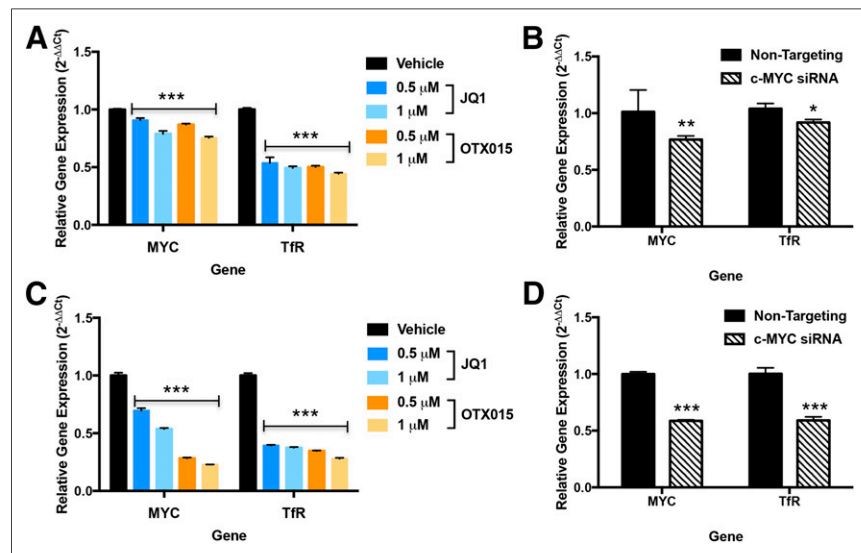 A
Relative Gene Expression (2-ΔΔCt)
1.5
1.0
0.5
0.0
***
***
MYC
TfR
Gene
Vehicle
0.5 μM
1 μM
JQ1
0.5 μM
1 μM
OTX015
B
Relative Gene Expression (2-ΔΔCt)
1.5
1.0
0.5
0.0
**
*
MYC
TfR
Gene
Non-Targeting
c-MYC siRNA
C
Relative Gene Expression (2-ΔΔCt)
1.5
1.0
0.5
0.0
***
***
MYC
TfR
Gene
Vehicle
0.5 μM
1 μM
JQ1
0.5 μM
1 μM
OTX015
D
Relative Gene Expression (2-ΔΔCt)
1.5
1.0
0.5
0.0
***
***
MYC
TfR
Gene
Non-Targeting
c-MYC siRNA